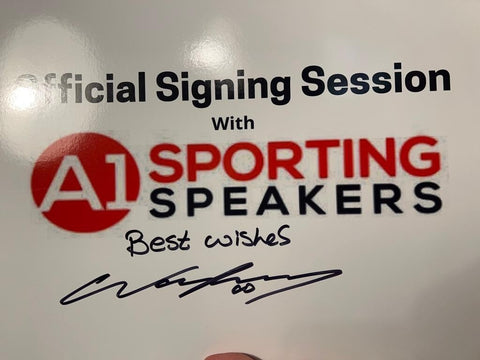 Official Signing Session
With
A1 SPORTING
SPEAKERS
Best wishes